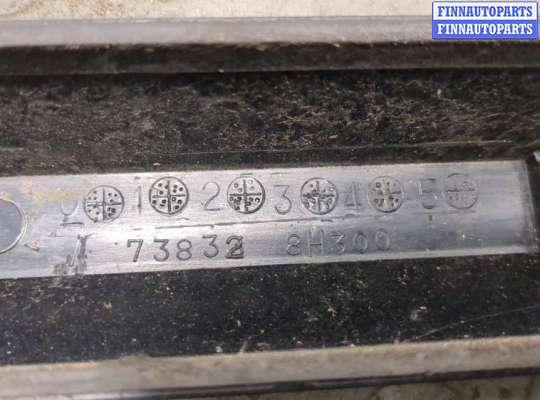 FINNAUTOPARTS
FINNAUTOPARTS
0 1 2 3 4 5
J 73832 8H300